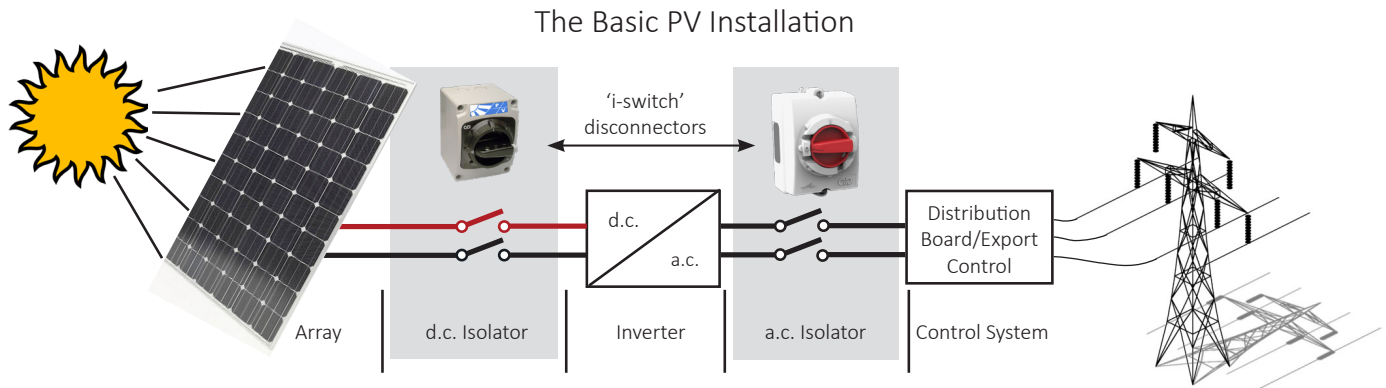 The Basic PV Installation
‘i-switch’
disconnectors
d.c.
a.c.
Distribution
Board/Export
Control
Array
d.c. Isolator
Inverter
a.c. Isolator
Control System